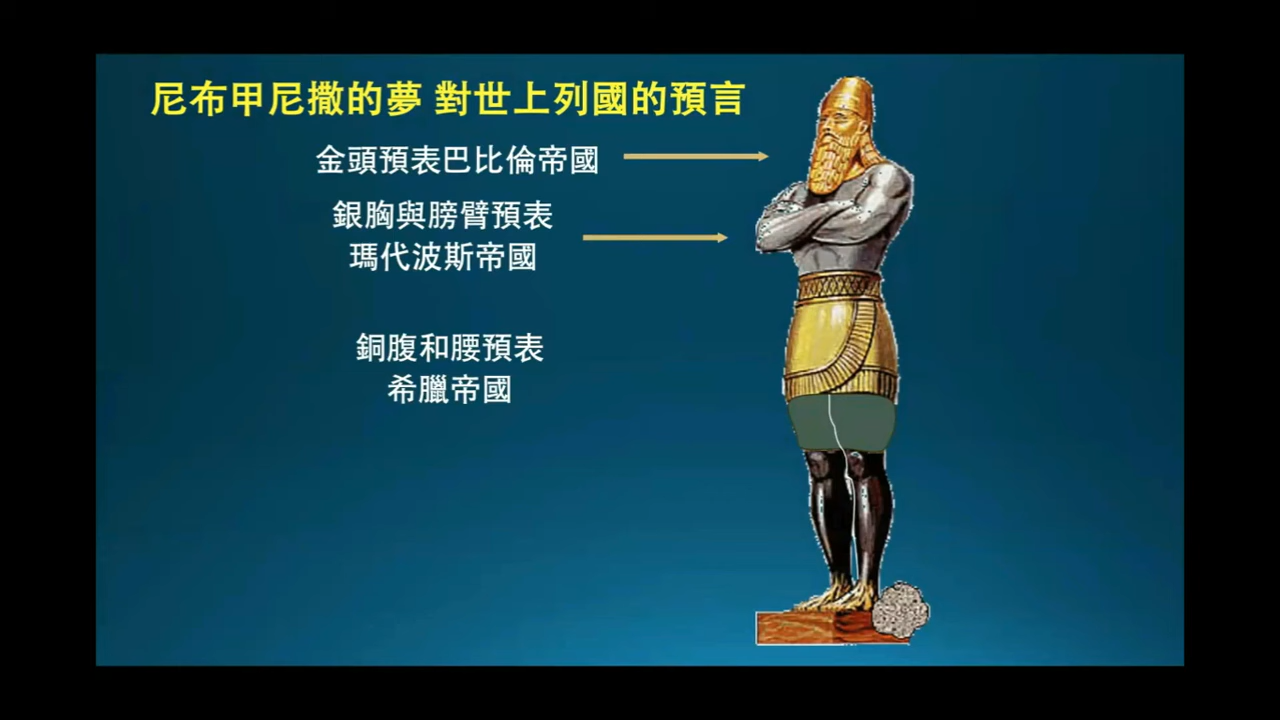 尼布甲尼撒的夢 對世上列國的預言
金頭預表巴比倫帝國
銀胸與膀臂預表
瑪代波斯帝國
銅腹和腰預表
希臘帝國